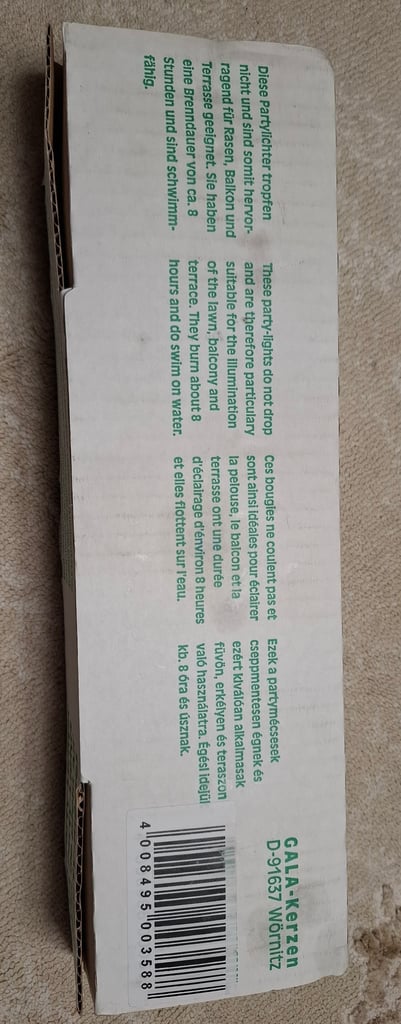 Diese Partylichter tropfen
nicht und sind somit hervor-
ragend für Rasen, Balkon und
Terrasse geeignet. Sie haben
eine Brenndauer von ca. 8
Stunden und sind schwimm-
fähig.
These party-lights do not drop
and are therefore particulary
suitable for the illumination
of the lawn, balcony and
terrace. They burn about 8
hours and do swim on water.
Ces bougies ne coulent pas et
sont ainsi idéales pour éclairer
la pelouse, le balcon et la
terrasse ont une durée
d'éclairage d'énviron 8 heures
et elles flottent sur l'eau.
Ezek a partymécsesek
cseppmentesen égnek és
ezért kiválóan alkalmasak
füvön, erkélyen és teraszon
való használatra. Égési idejük
kb. 8 óra és úsznak.
GALA-Kerzen
D-91637 Wörnitz
4 008495 003588